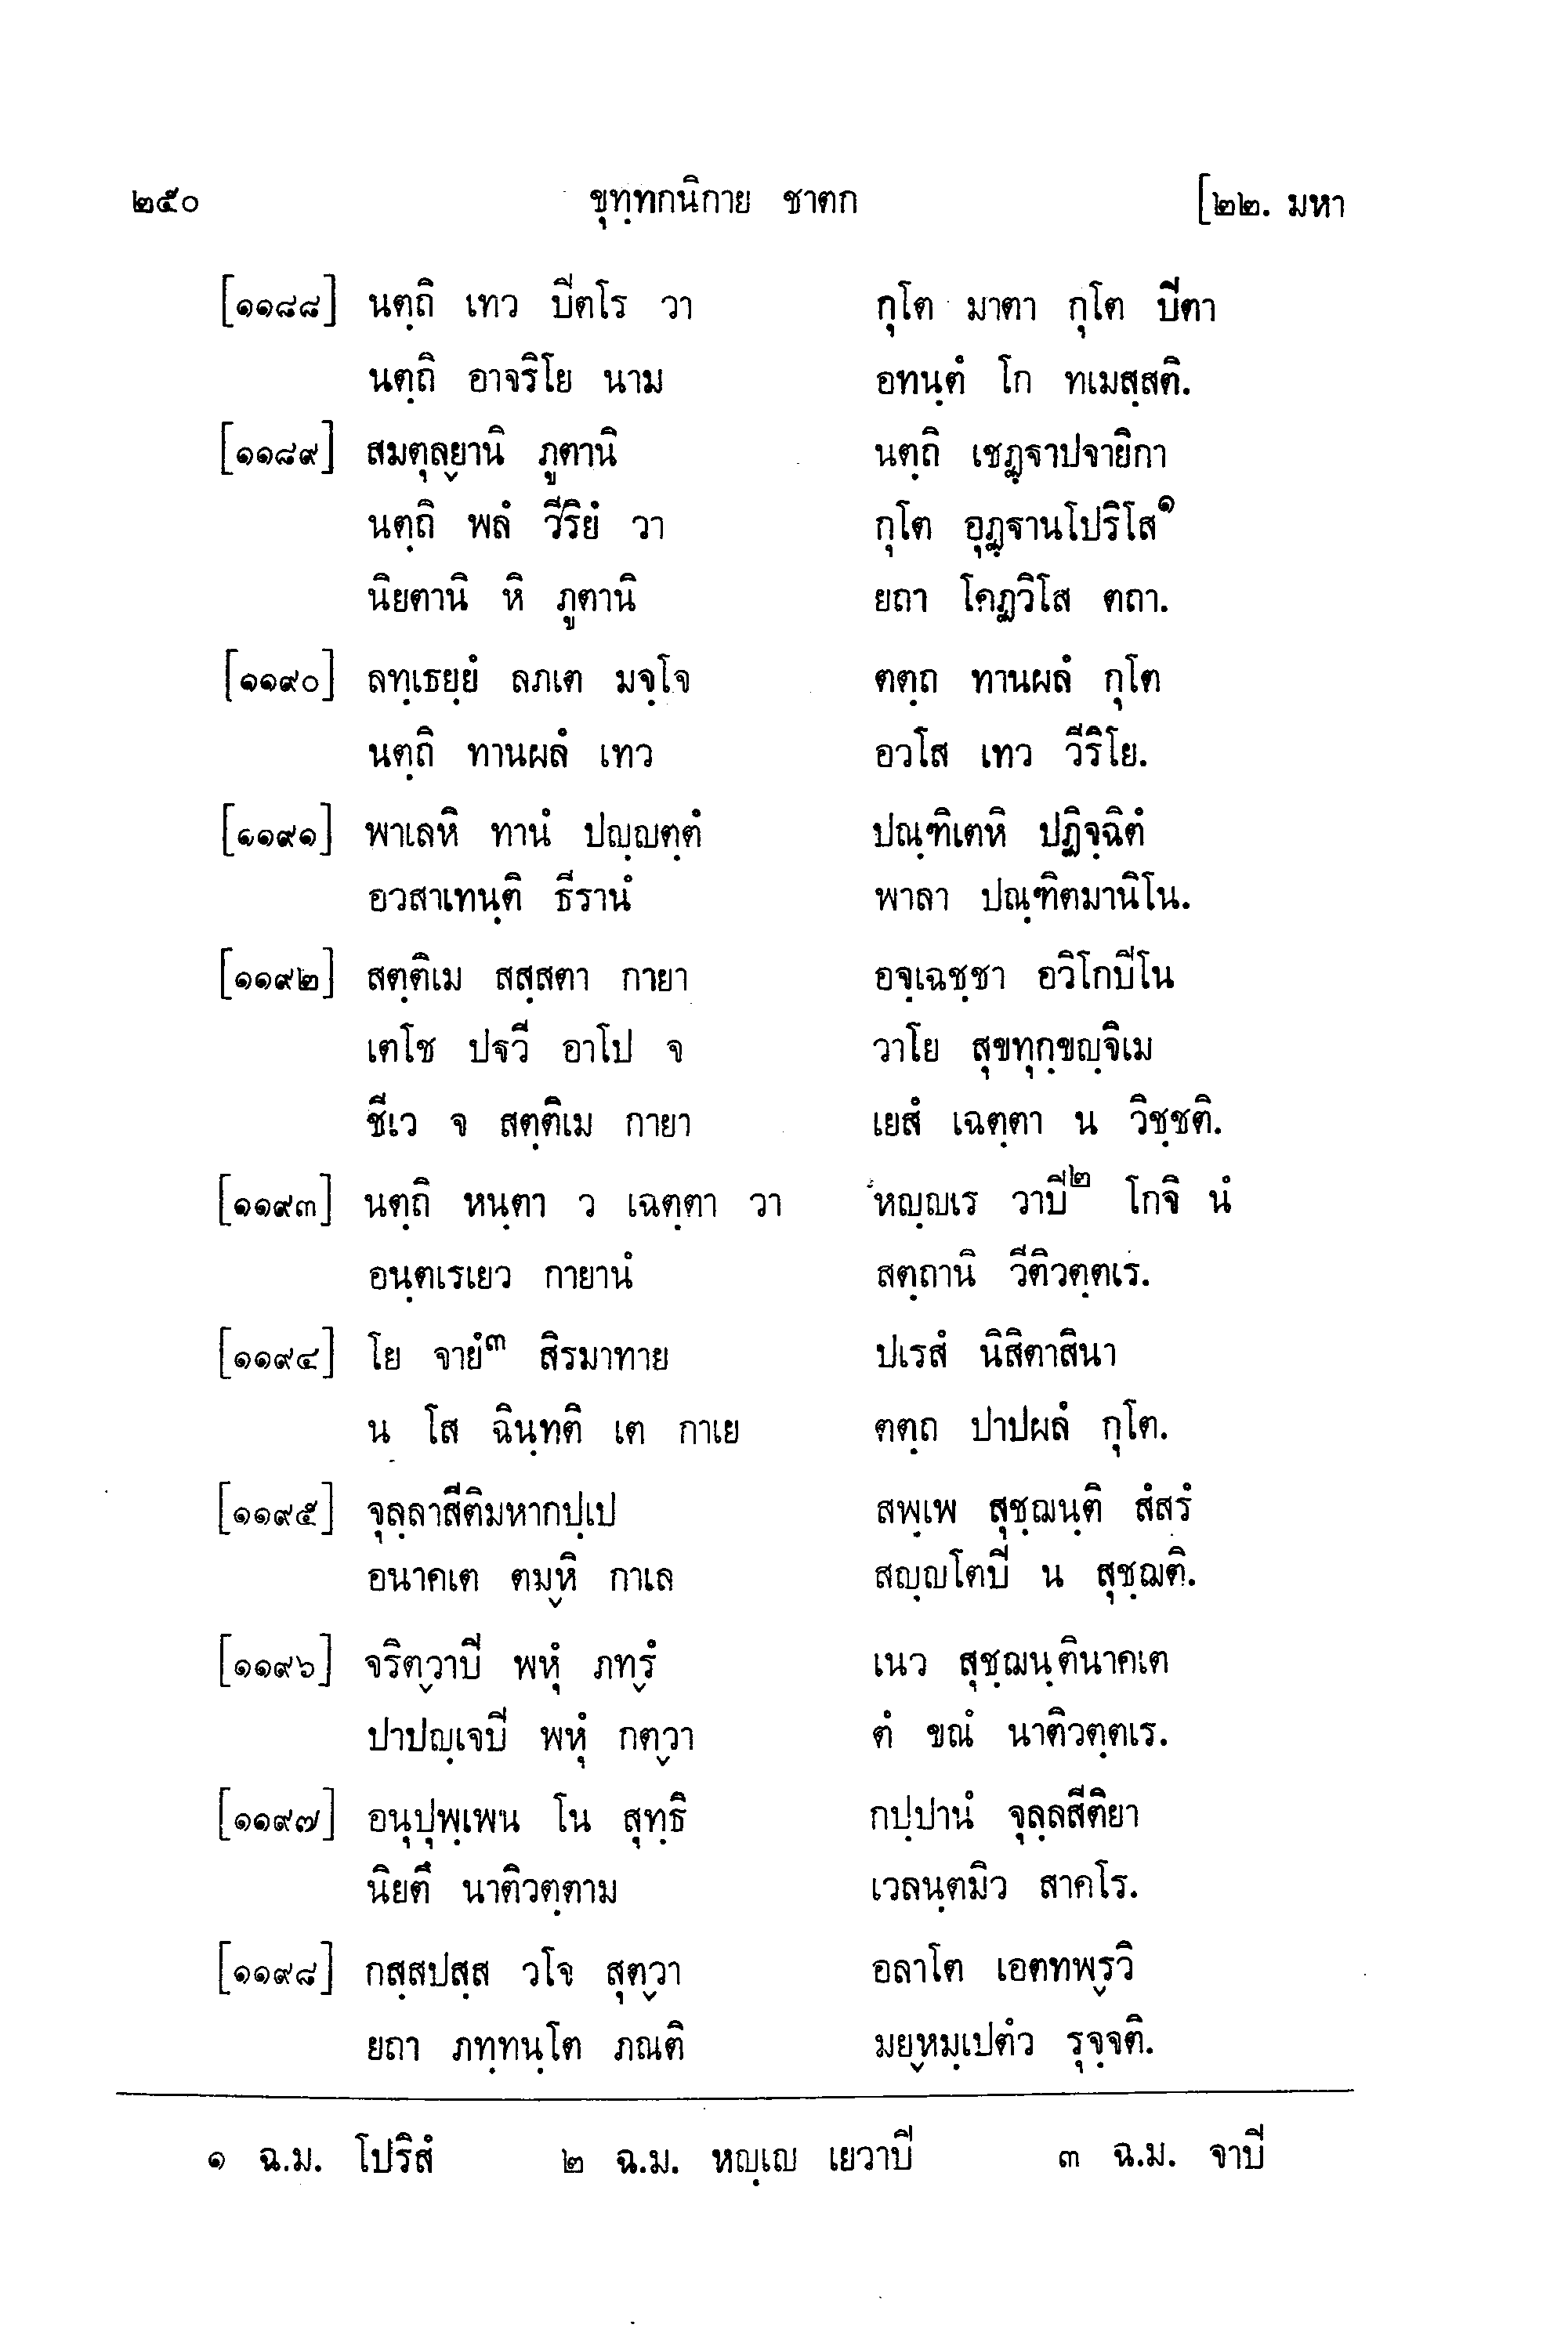 ๒๕๐ ขุทฺทกนิกาย ชาตก [๒๒. มหา
[๑๑๘๘] นตฺถิ เทว ปีตโร วา กุโต มาตา กุโต ปีตา
นตฺถิ อาจริโย นาม อทนฺตํ โก ทเมสฺสติ.
[๑๑๘๙] สมตุลฺยานิ ภูตานิ นตฺถิ เชฏฺฐาปจายิกา
นตฺถิ พลํ วีริยํ วา กุโต อุฏฺฐานโปริโส๑
นิยตานิ หิ ภูตานิ ยถา โคฏวิโส ตถา.
[๑๑๙๐] ลทฺเธยฺยํ ลภเต มจฺโจ ตตฺถ ทานผลํ กุโต
นตฺถิ ทานผลํ เทว อวโส เทว วีริโย.
[๑๑๙๑] พาเลหิ ทานํ ปญฺญตฺตํ ปณฺฑิเตหิ ปฏิจฺฉิตํ
อวสาเทนฺติ ธีรานํ พาลา ปณฺฑิตมานิโน.
[๑๑๙๒] สตฺติเม สสฺสตา กายา อจฺเฉชฺชา อวิโกปีโน
เตโช ปฐวี อาโป จ วาโย สุขทุกฺขญฺจิเม
ชีเว จ สตฺติเม กายา เยสํ เฉตฺตา น วิชฺชติ.
[๑๑๙๓] นตฺถิ หนฺตา ว เฉตฺตา วา หญฺญเร วาปี๒ โกจิ นํ
อนฺตเรเยว กายานํ สตฺถานิ วีติวตฺตเร.
[๑๑๙๔] โย จายํ๓ สิรมาทาย ปเรสํ นิสิตาสินา
น โส ฉินฺทติ เต กาเย ตตฺถ ปาปผลํ กุโต.
[๑๑๙๕] จุลฺลาสีติมหากปฺเป สพฺเพ สุชฺฌนฺติ สํสรํ
อนาคเต ตมฺหิ กาเล สญฺญโตปี น สุชฺฌติ.
[๑๑๙๖] จริตฺวาปี พหุํ ภทฺรํ เนว สุชฺฌนฺตินาคเต
ปาปญฺเจปี พหุํ กตฺวา ตํ ขณํ นาติวตฺตเร.
[๑๑๙๗] อนุปุพฺเพน โน สุทฺธิ กปฺปานํ จุลฺลสีติยา
นิยตึ นาติวตฺตาม เวลนฺตมิว สาคโร.
[๑๑๙๘] กสฺสปสฺส วโจ สุตฺวา อลาโต เอตทพฺรวิ
ยถา ภทฺทนฺโต ภณติ มยฺหมฺเปตํว รุจฺจติ.
๑ ฉ.ม. โปริสํ ๒ ฉ.ม. หญฺเญ เยวาปี ๓ ฉ.ม. จาปี